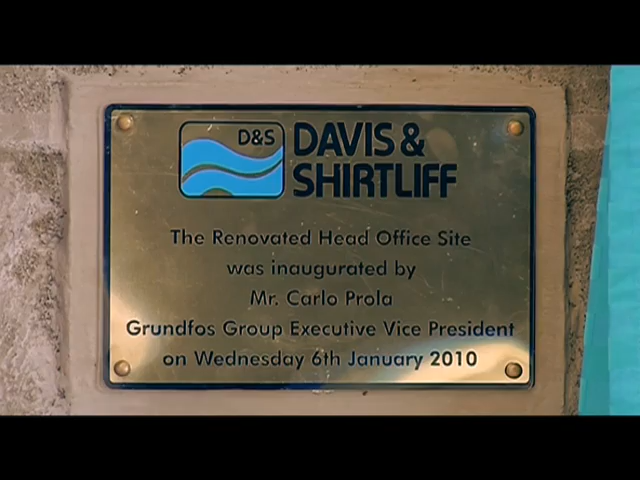 D&S
DAVIS &
SHIRTLIFF
The Renovated Head Office Site
was inaugurated by
Mr. Carlo Prola
Grundfos Group Executive Vice President
on Wednesday 6th January 2010